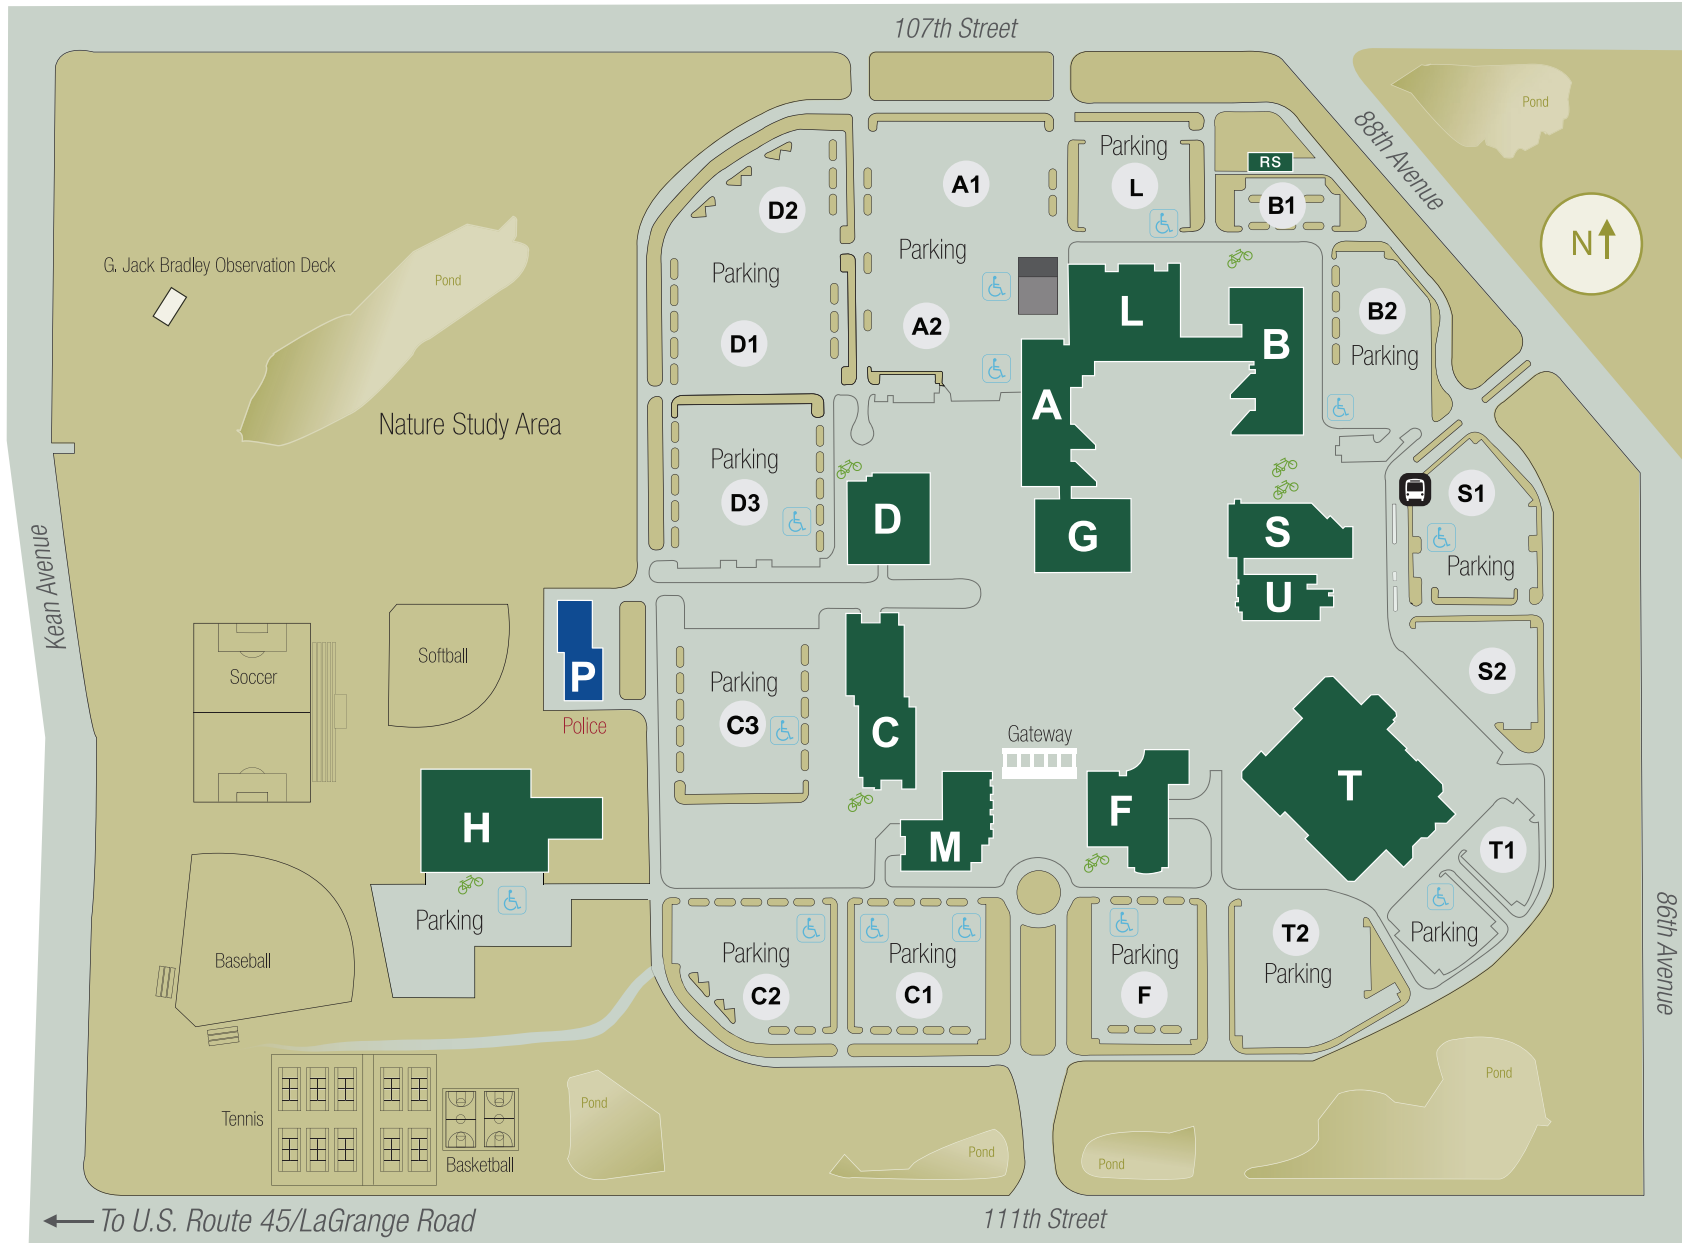 107th Street
88th Avenue
Pond
Parking
L
RS
A1
D2
B1
N
Parking
G. Jack Bradley Observation Deck
Pond
Parking
L
B2
A2
D1
B
Parking
A
Nature Study Area
Parking
D3
S1
D
G
S
Parking
Kean Avenue
U
Softball
Soccer
P
Police
S2
Parking
C3
C
Gateway
T
H
F
M
T1
Parking
Baseball
Parking
C2
Parking
C1
Parking
F
T2
Parking
Parking
86th Avenue
Pond
Pond
Tennis
Basketball
Pond
Pond
To U.S. Route 45/LaGrange Road
111th Street